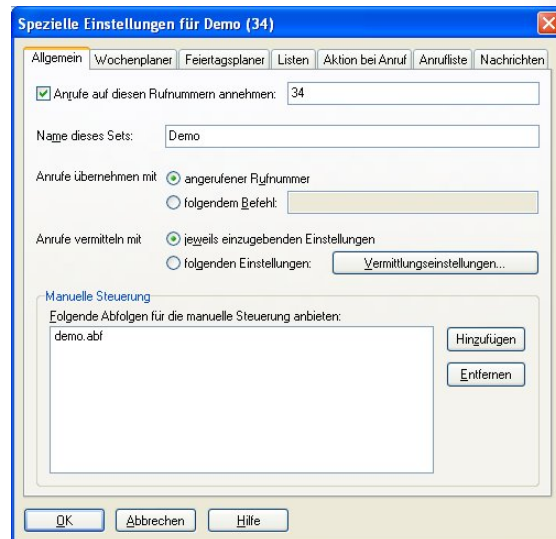 Spezielle Einstellungen für Demo (34)
Allgemein Wochenplaner Feiertagsplaner Listen Aktion bei Anruf Anrufliste Nachrichten
Anrufe auf diesen Rufnummern annehmen: 34
Name dieses Sets: Demo
Anrufe übernehmen mit angerufener Rufnummer
folgendem Befehl:
Anrufe vermitteln mit jeweils einzugebenden Einstellungen
folgenden Einstellungen: Vermittlungseinstellungen...
Manuelle Steuerung
Folgende Abfolgen für die manuelle Steuerung anbieten:
demo.abf
Hinzufügen
Entfernen
OK Abbrechen Hilfe